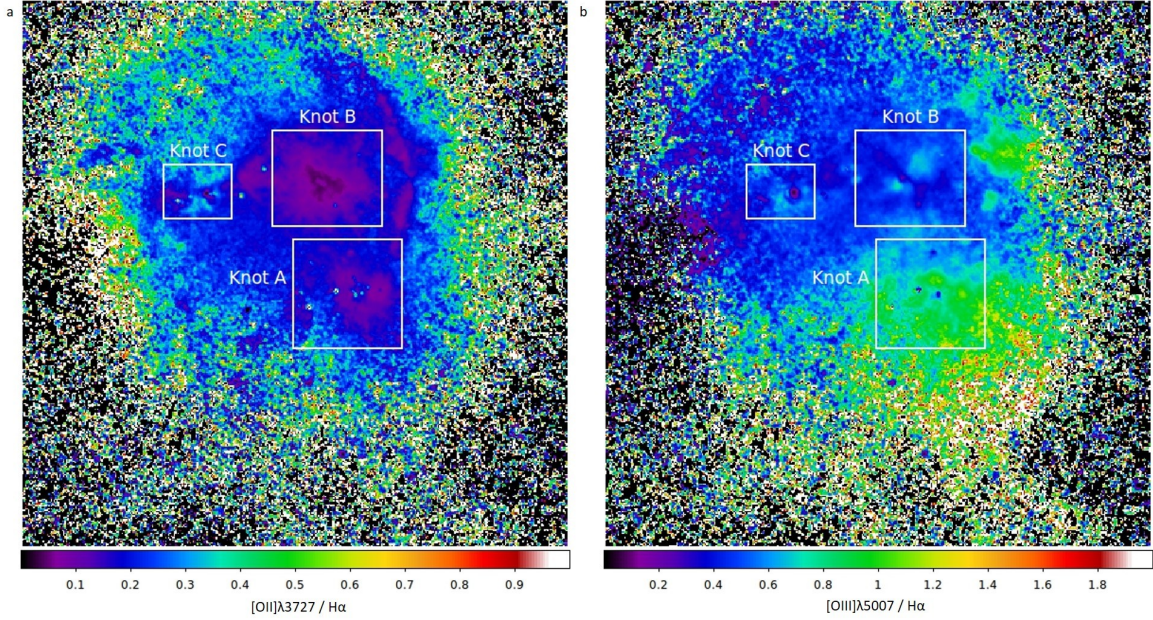 a
b
Knot B
Knot C
Knot A
Knot B
Knot C
Knot A
0.1 0.2 0.3 0.4 0.5 0.6 0.7 0.8 0.9
[OII]λ3727 / Hα
0.2 0.4 0.6 0.8 1 1.2 1.4 1.6 1.8
[OIII]λ5007 / Hα